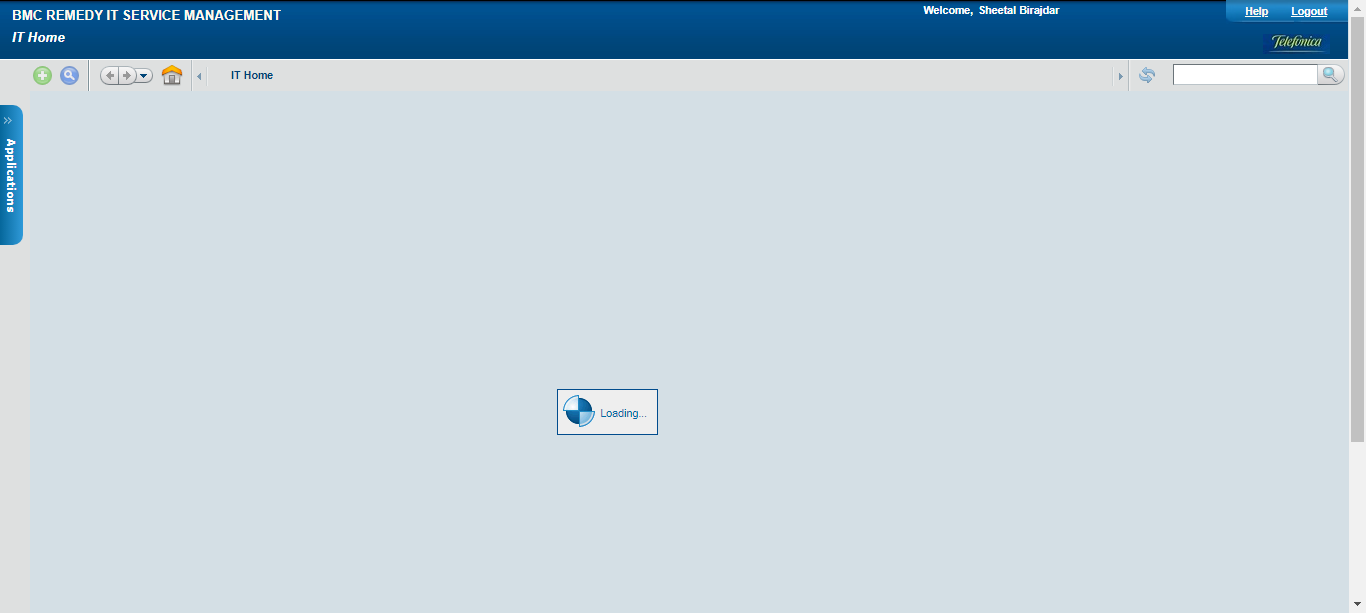 BMC REMEDY IT SERVICE MANAGEMENT
Welcome, Sheetal Birajdar
Help Logout
IT Home
Telefónica
IT Home
Applications
Loading...